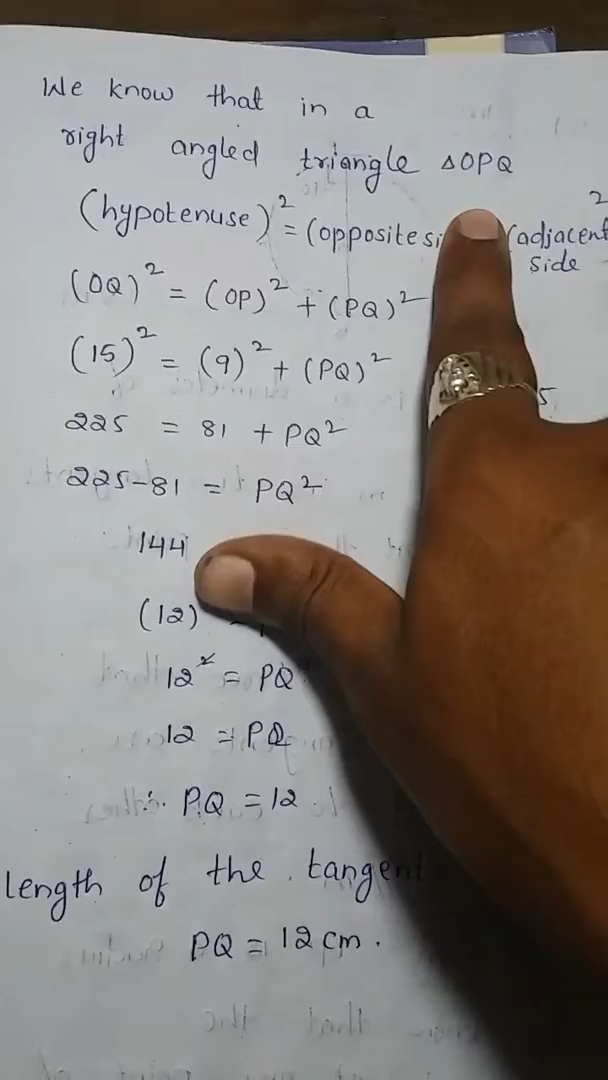 We know that in a
right angled triangle ΔOPQ
(hypotenuse)² = (opposite si (adjacent ²
side
(OQ)² = (OP)² + (PQ)²
(15)² = (9)² + (PQ)²
225 = 81 + PQ²
225-81 = PQ²
144
(12)
12² = PQ
12 = PQ
∴ PQ = 12
length of the tangent
PQ = 12 cm.